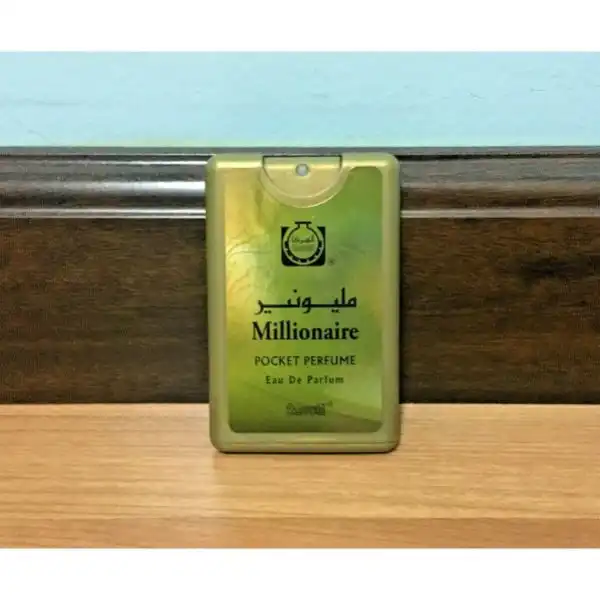 ®
مليونير
Millionaire
POCKET PERFUME
Eau De Parfum